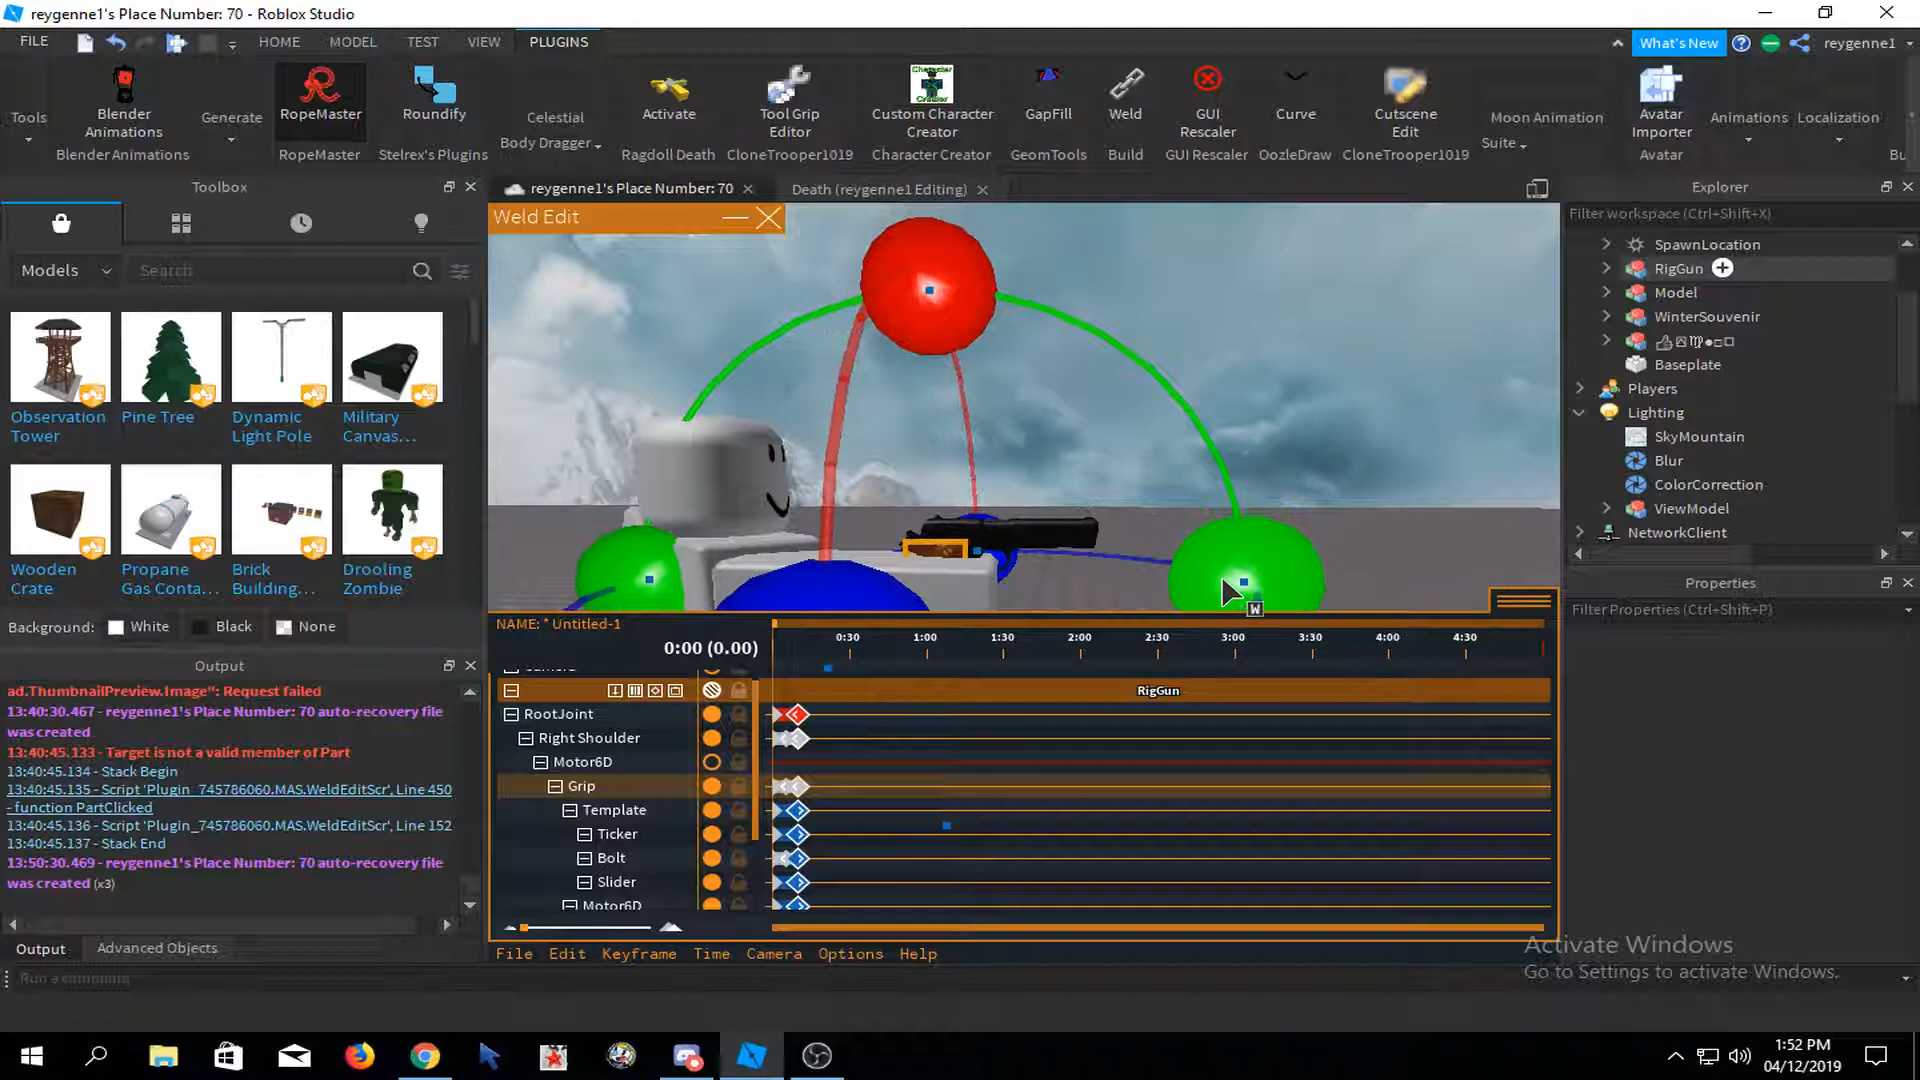 reygenne1's Place Number: 70 - Roblox Studio
FILE HOME MODEL TEST VIEW PLUGINS What's New reygenne1
Tools
Blender Animations
Blender Animations
Generate
RopeMaster
RopeMaster
Roundify
Stelrex's Plugins
Celestial Body Dragger
Activate
Ragdoll Death
Tool Grip Editor
CloneTrooper1019
Custom Character Creator
Character Creator
GapFill
GeomTools
Weld
Build
GUI Rescaler
GUI Rescaler
Curve
OozleDraw
Cutscene Edit
CloneTrooper1019
Moon Animation Suite
Avatar Importer
Avatar
Animations
Localization
Bu
Toolbox
Models Search
Observation Tower
Pine Tree
Dynamic Light Pole
Military Canvas...
Wooden Crate
Propane Gas Conta...
Brick Building...
Drooling Zombie
Background: White Black None
Output
ad.ThumbnailPreview.Image": Request failed
13:40:30.467 - reygenne1's Place Number: 70 auto-recovery file
was created
13:40:45.133 - Target is not a valid member of Part
13:40:45.134 - Stack Begin
13:40:45.135 - Script 'Plugin_745786060.MAS.WeldEditScr', Line 450
- function PartClicked
13:40:45.136 - Script 'Plugin_745786060.MAS.WeldEditScr', Line 152
13:40:45.137 - Stack End
13:50:30.469 - reygenne1's Place Number: 70 auto-recovery file
was created (x3)
Output Advanced Objects
Run a command
reygenne1's Place Number: 70
Death (reygenne1 Editing)
Weld Edit
W
NAME: * Untitled-1
0:00 (0.00)
0:30 1:00 1:30 2:00 2:30 3:00 3:30 4:00 4:30
RigGun
RootJoint
Right Shoulder
Motor6D
Grip
Template
Ticker
Bolt
Slider
Motor6D
File Edit Keyframe Time Camera Options Help
Explorer
Filter workspace (Ctrl+Shift+X)
SpawnLocation
RigGun
Model
WinterSouvenir
Baseplate
Players
Lighting
SkyMountain
Blur
ColorCorrection
ViewModel
NetworkClient
Properties
Filter Properties (Ctrl+Shift+P)
Activate Windows
Go to Settings to activate Windows.
1:52 PM
04/12/2019